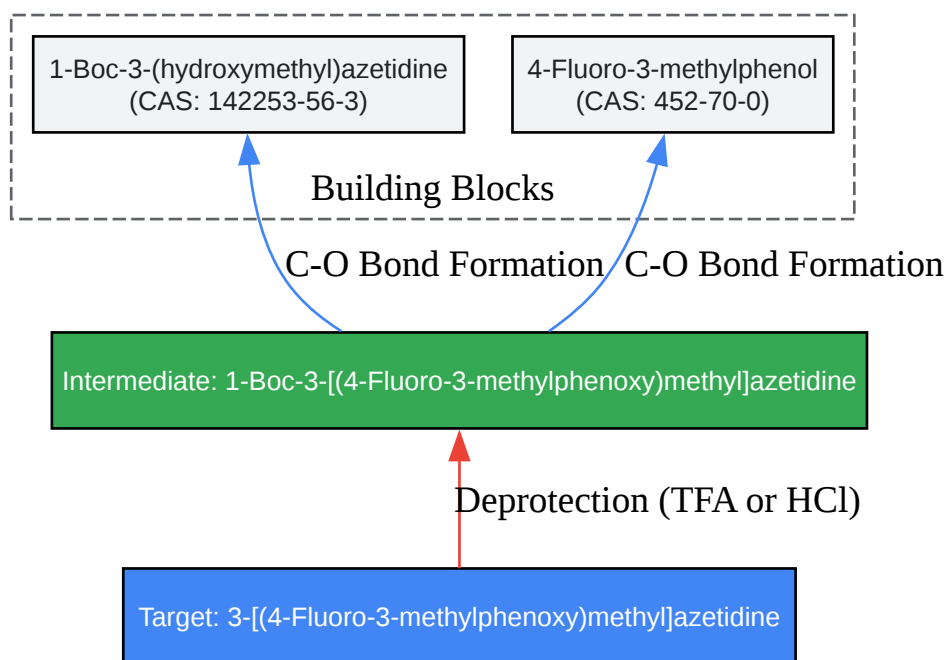 1-Boc-3-(hydroxymethyl)azetidine
(CAS: 142253-56-3)
4-Fluoro-3-methylphenol
(CAS: 452-70-0)
Building Blocks
C-O Bond Formation
C-O Bond Formation
Intermediate: 1-Boc-3-[(4-Fluoro-3-methylphenoxy)methyl]azetidine
Deprotection (TFA or HCl)
Target: 3-[(4-Fluoro-3-methylphenoxy)methyl]azetidine